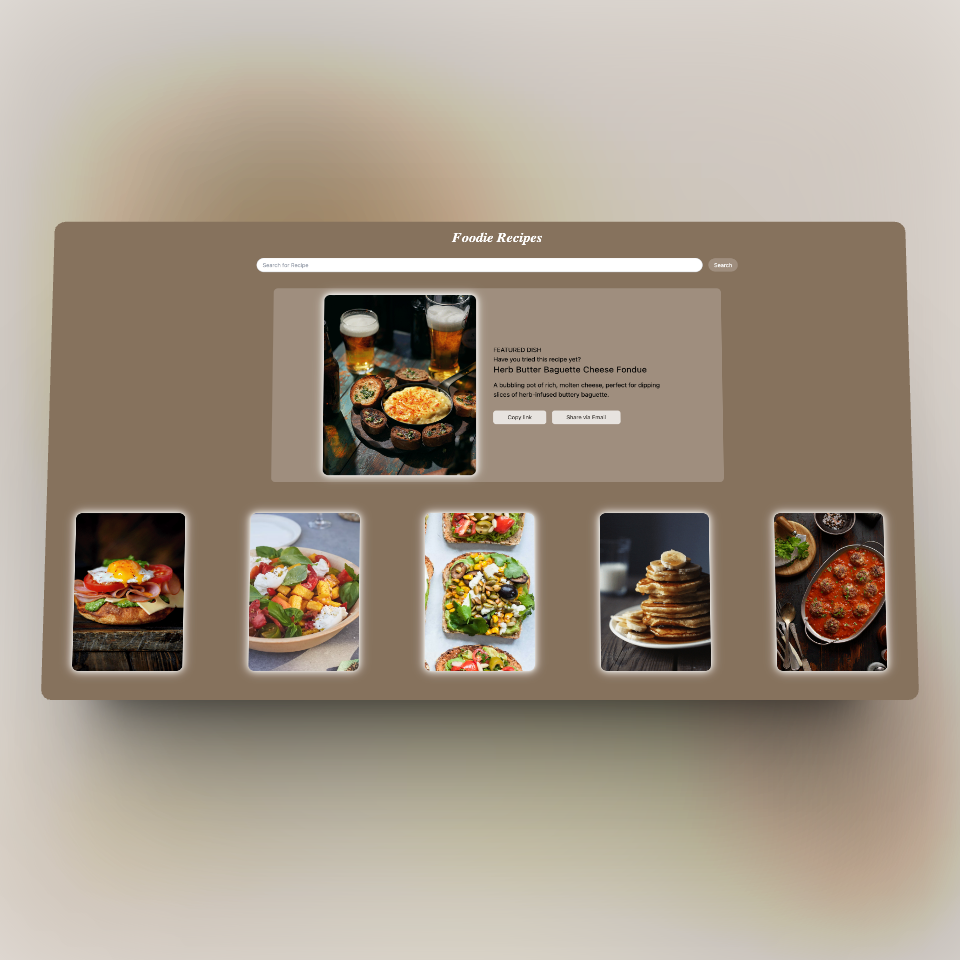 Foodie Recipes
Search for Recipe
Search
FEATURED DISH
Have you tried this recipe yet?
Herb Butter Baguette Cheese Fondue
A bubbling pot of rich, molten cheese, perfect for dipping
slices of herb-infused buttery baguette.
Copy link
Share via Email